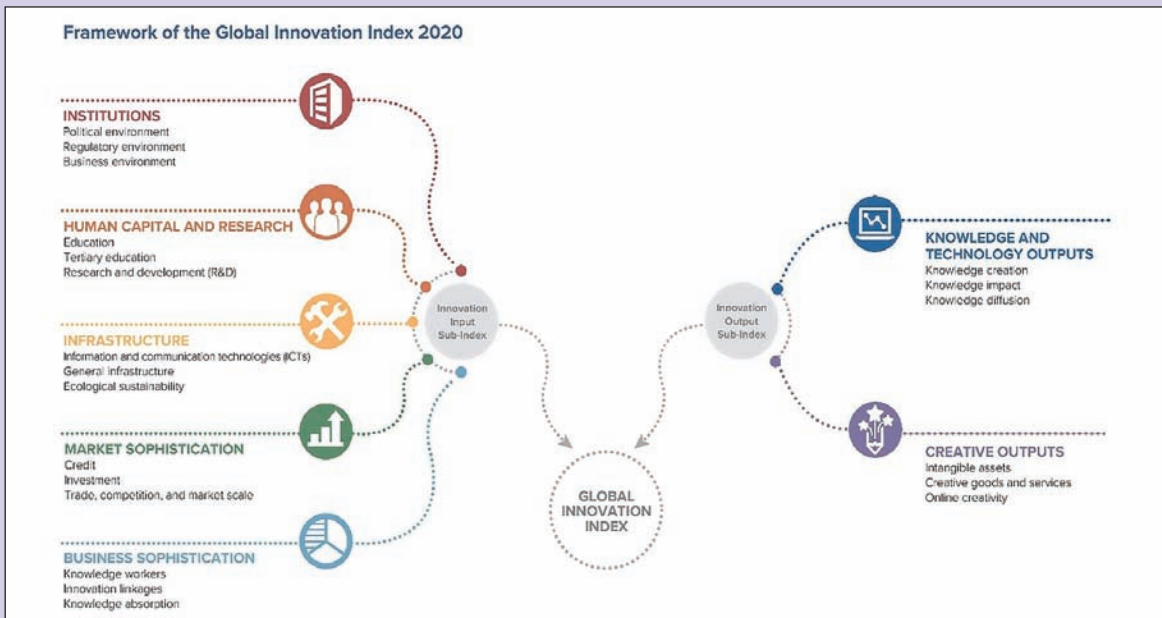 Framework of the Global Innovation Index 2020
INSTITUTIONS
Political environment
Regulatory environment
Business environment
HUMAN CAPITAL AND RESEARCH
Education
Tertiary education
Research and development (R&D)
INFRASTRUCTURE
Information and communication technologies (ICTs)
General infrastructure
Ecological sustainability
MARKET SOPHISTICATION
Credit
Investment
Trade, competition, and market scale
BUSINESS SOPHISTICATION
Knowledge workers
Innovation linkages
Knowledge absorption
Innovation
Input
Sub-Index
GLOBAL
INNOVATION
INDEX
Innovation
Output
Sub-Index
KNOWLEDGE AND
TECHNOLOGY OUTPUTS
Knowledge creation
Knowledge impact
Knowledge diffusion
CREATIVE OUTPUTS
Intangible assets
Creative goods and services
Online creativity